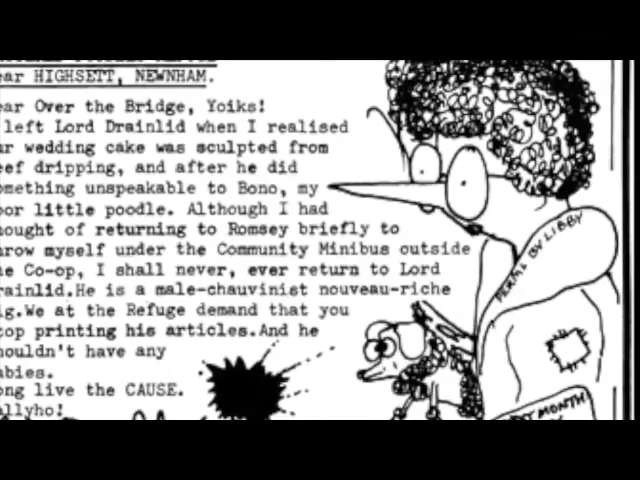 ear HIGHSETT, NEWNHAM.
ear Over the Bridge, Yoiks!
left Lord Drainlid when I realised
ur wedding cake was sculpted from
eef dripping, and after he did
omething unspeakable to Bono, my
oor little poodle. Although I had
hought of returning to Romsey briefly to
hrow myself under the Community Minibus outside
he Co-op, I shall never, ever return to Lord
rainlid.He is a male-chauvinist nouveau-riche
ig.We at the Refuge demand that you
top printing his articles.And he
houldn't have any
abies.
ong live the CAUSE.
allyho!
PERMS BY LIBBY
MONTH